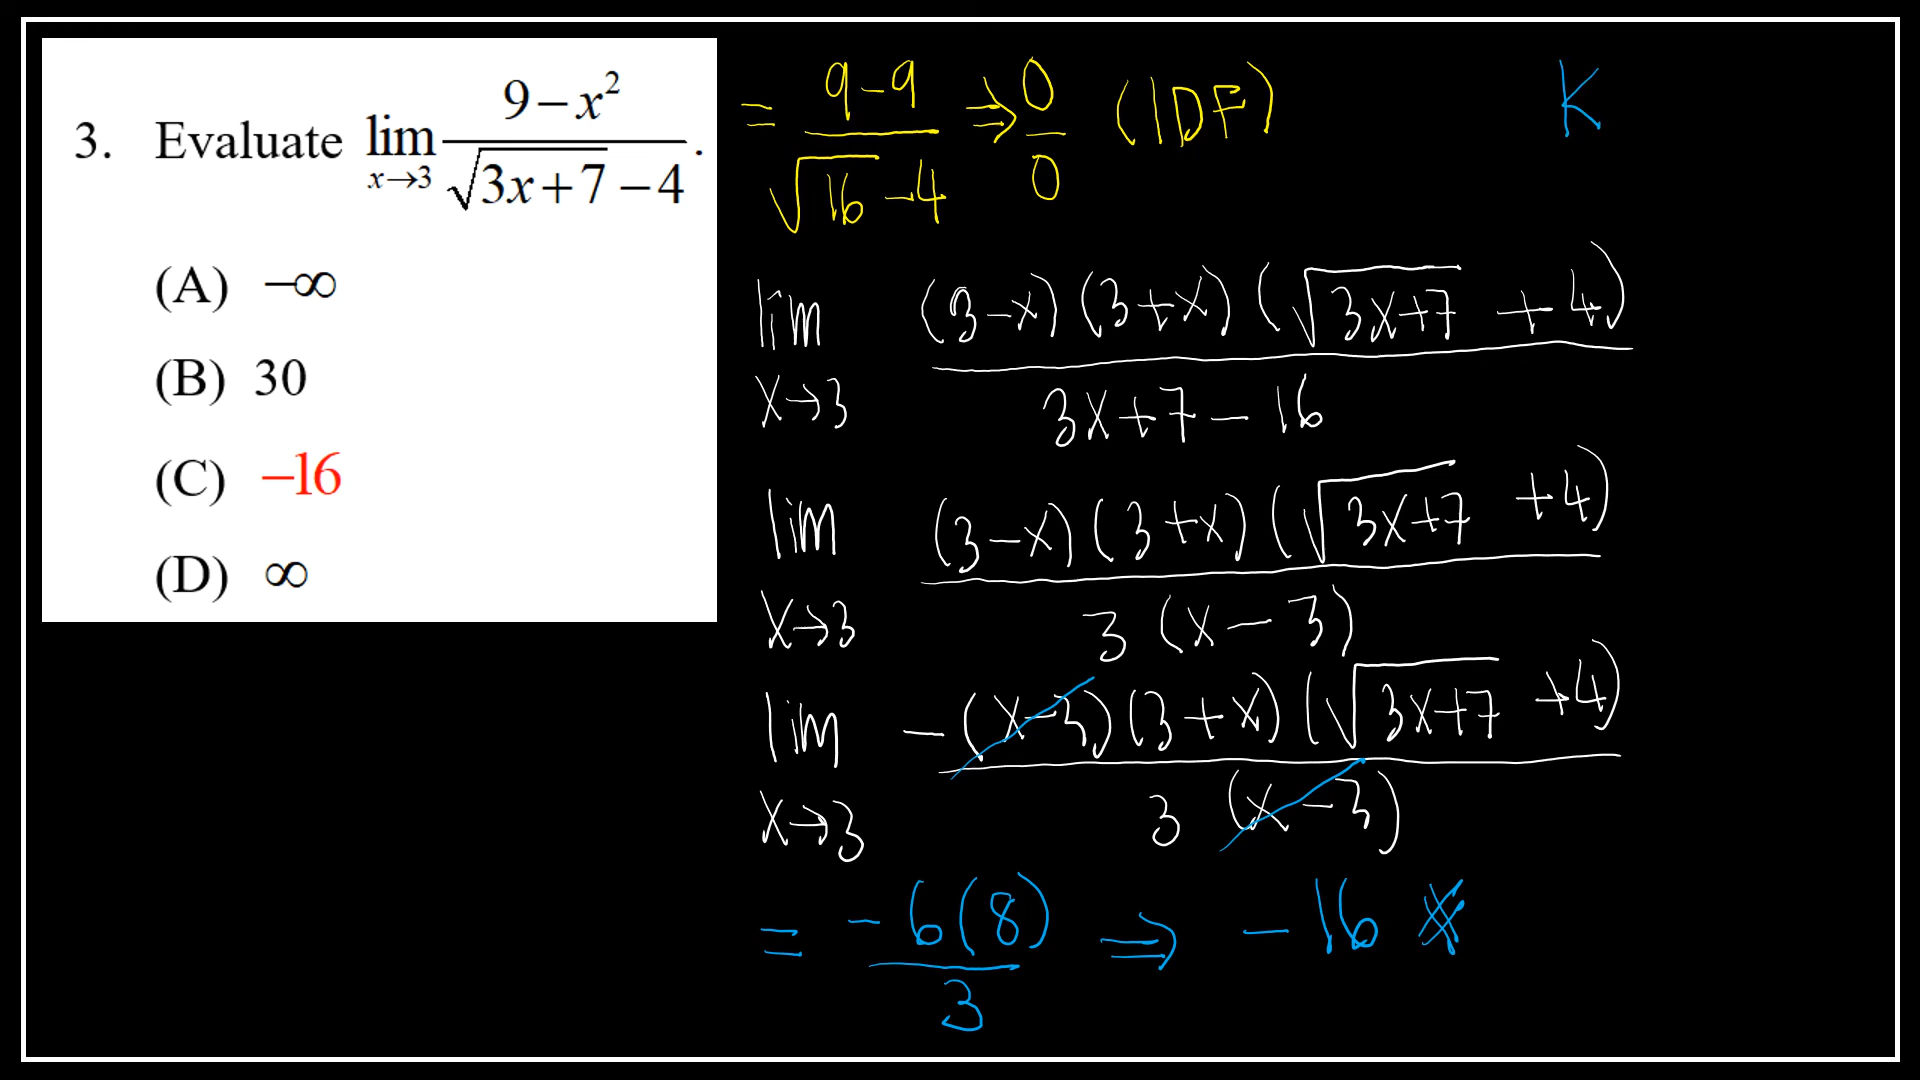 3. Evaluate lim x→3 (9 − x²)/(√(3x+7) − 4).
(A) −∞
(B) 30
(C) −16
(D) ∞
= (9−9)/(√16 −4) ⇒ 0/0 (IDF)
K
lim x→3 (3−x)(3+x)(√(3x+7) + 4)/(3x+7−16)
lim x→3 (3−x)(3+x)(√(3x+7) +4)/(3(x−3))
lim x→3 −(x−3)(3+x)(√(3x+7) +4)/(3(x−3))
= −6(8)/3 ⇒ −16 *